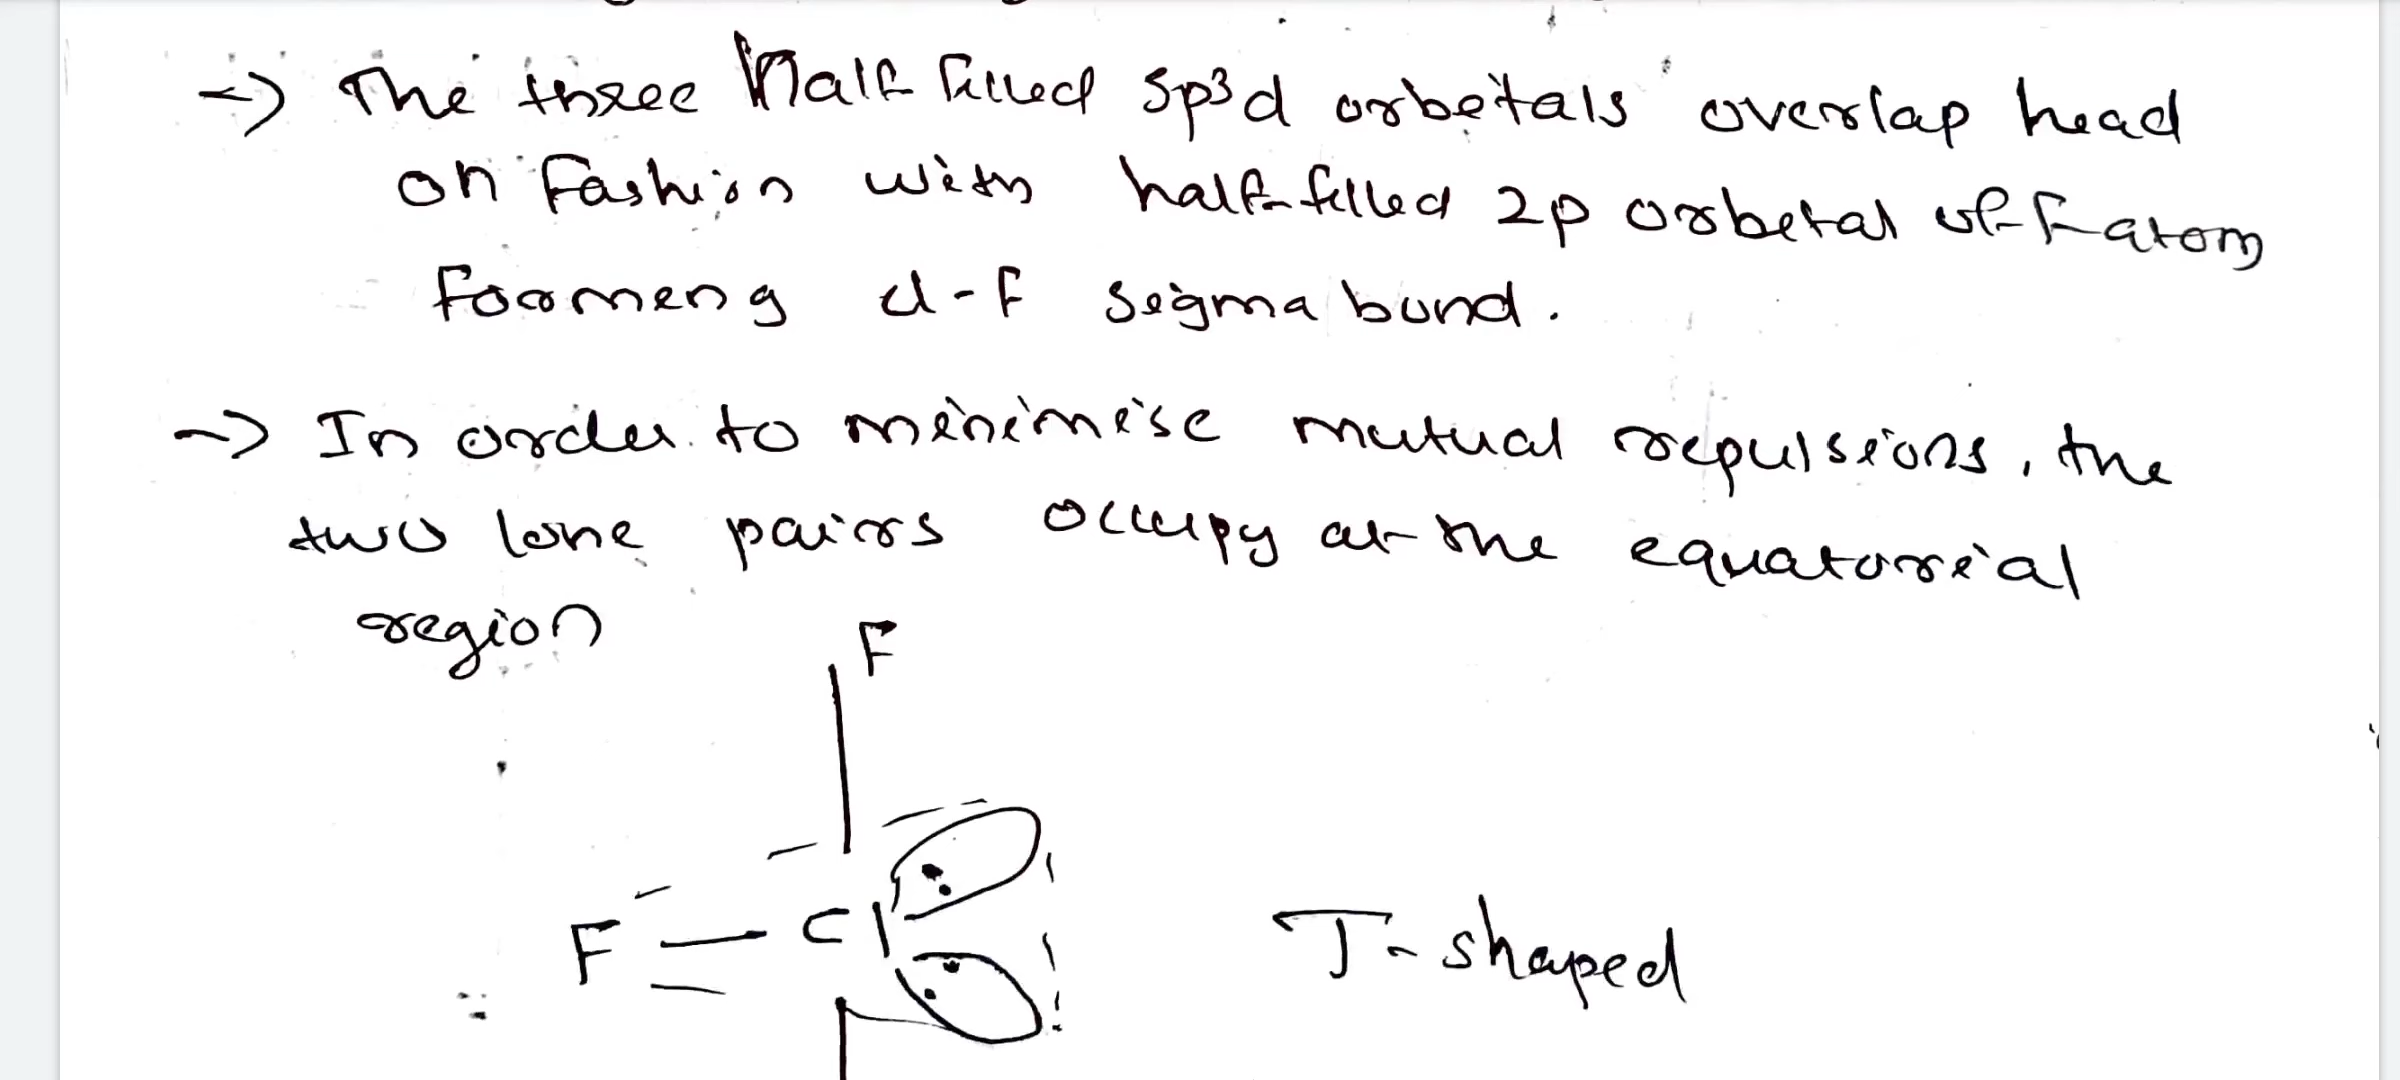 → The three Half filled sp³d orbitals overlap head
on fashion with half-filled 2p orbital of F atom
forming Cl-F sigma bond.
→ In order to minimise mutual repulsions, the
two lone pairs occupy at the equatorial
region
F
F — Cl
T-shaped